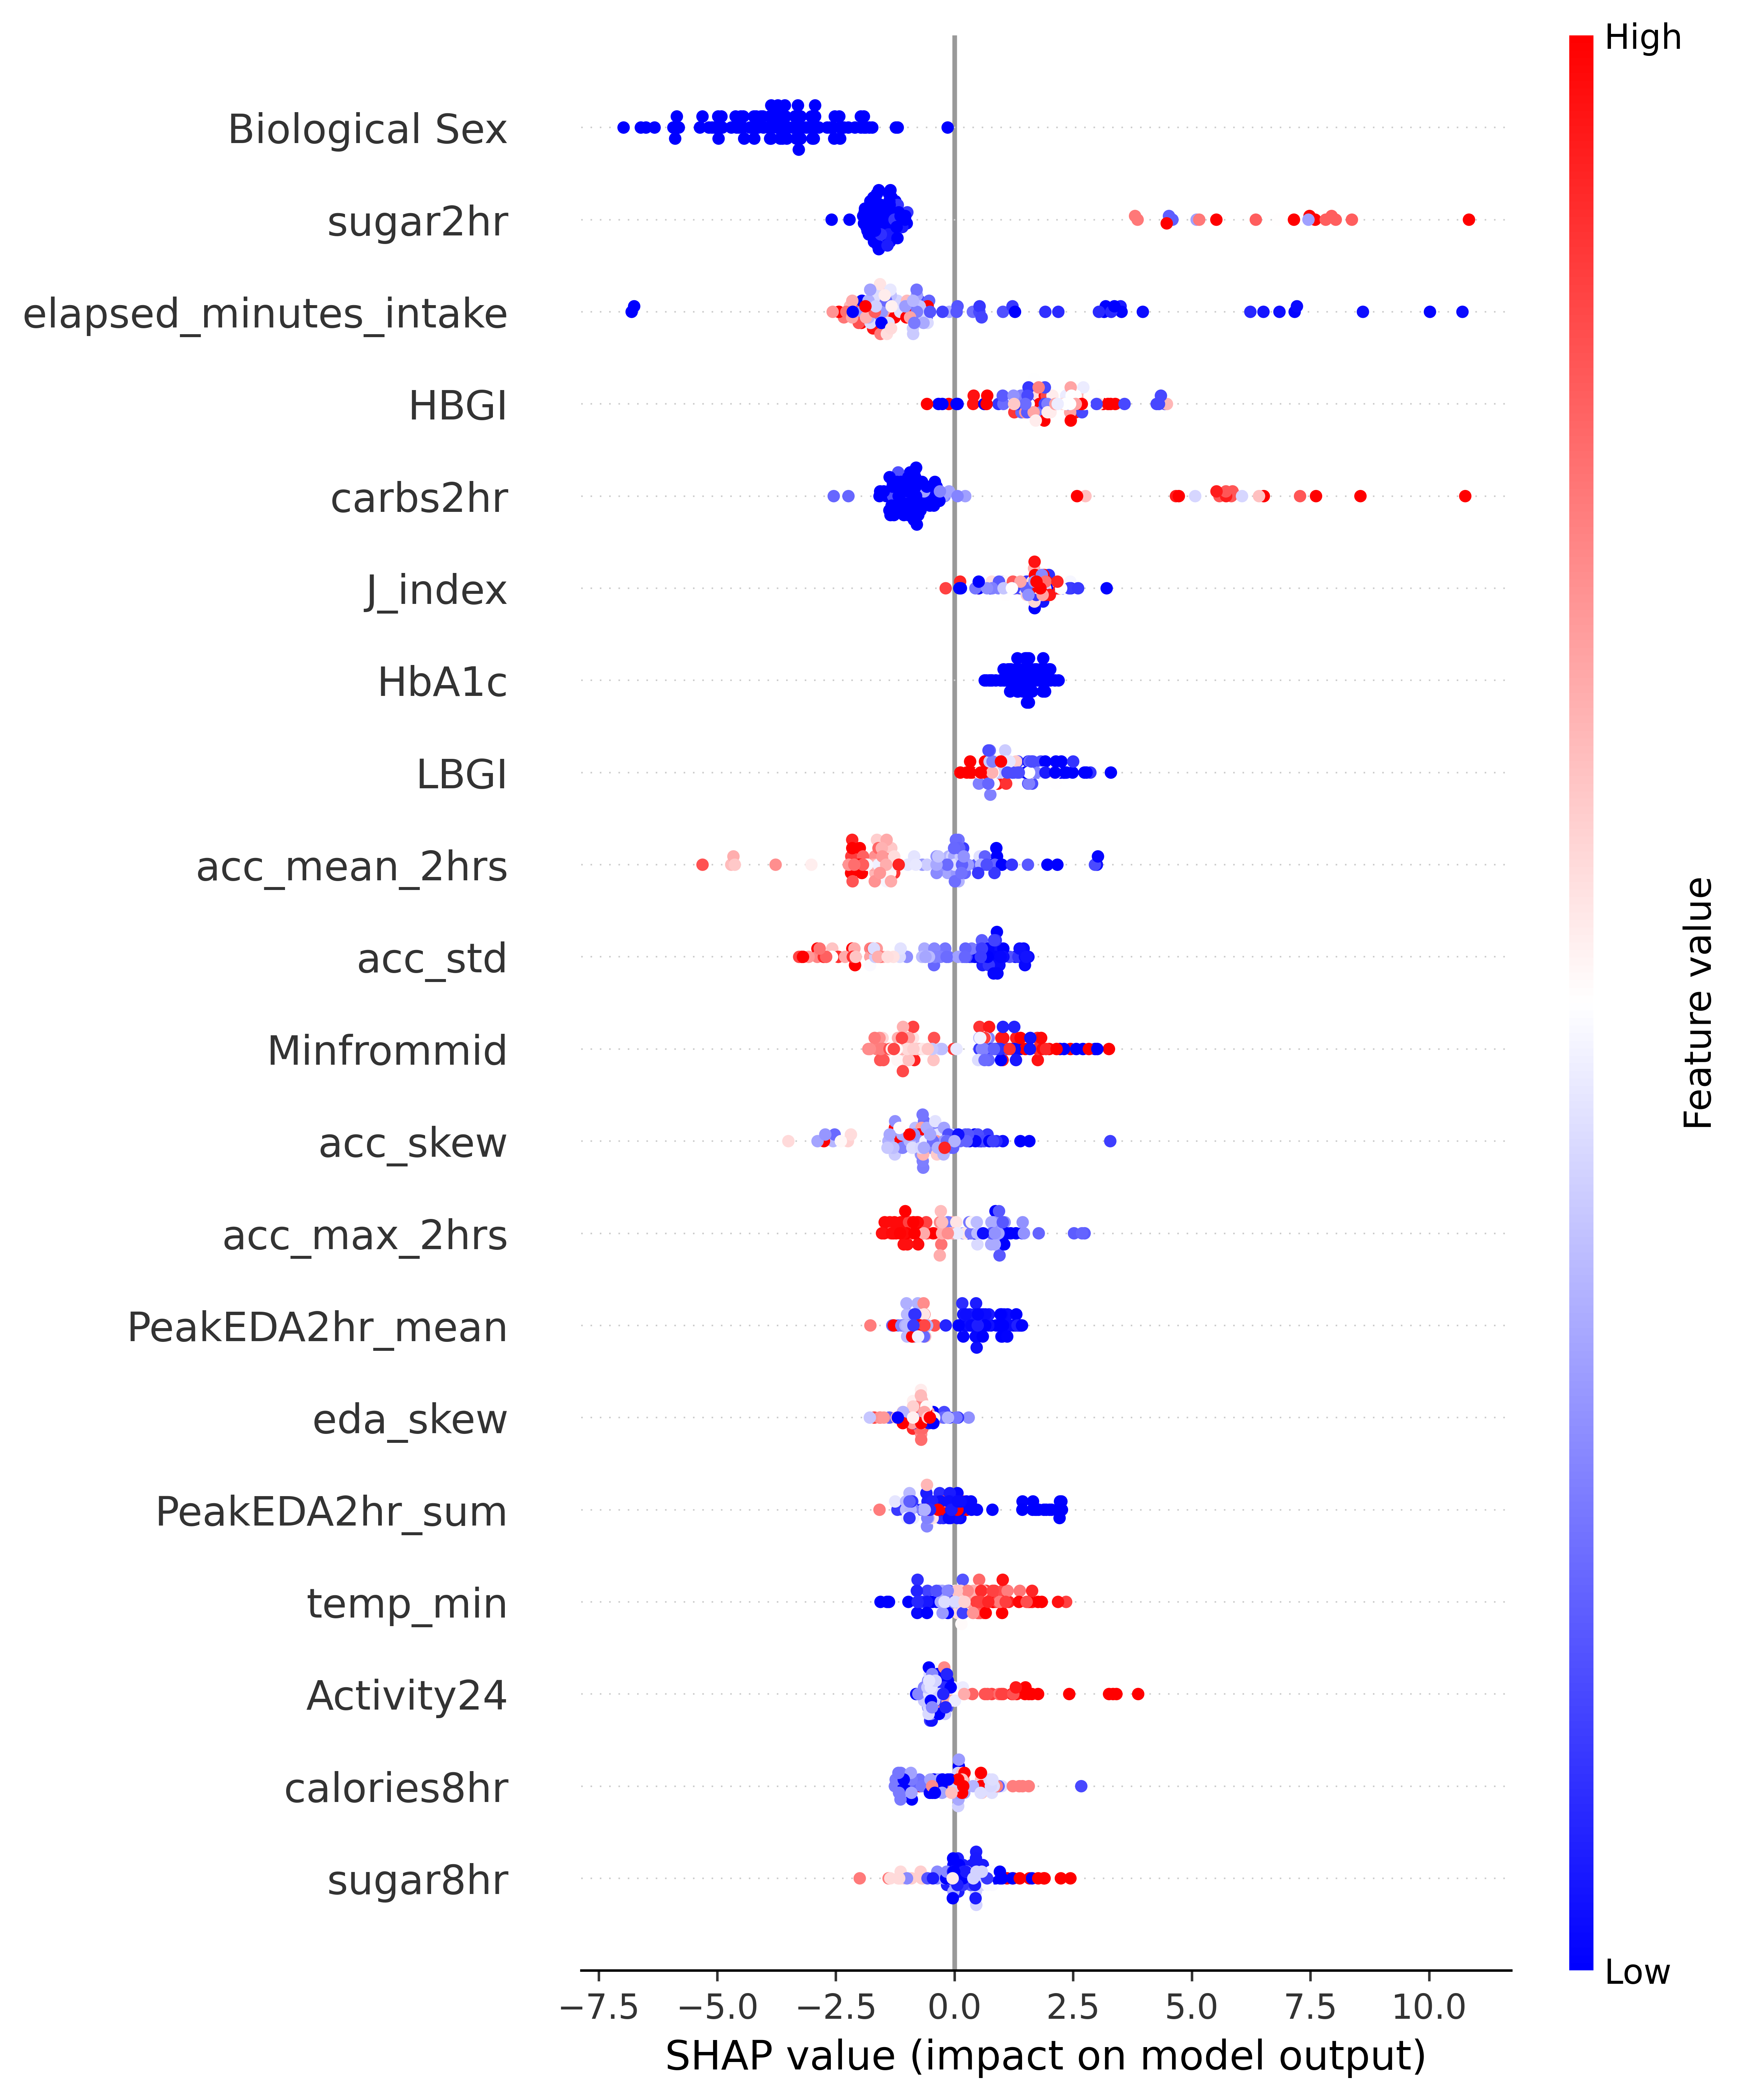 High
Biological Sex
sugar2hr
elapsed_minutes_intake
HBGI
carbs2hr
J_index
HbA1c
LBGI
acc_mean_2hrs
acc_std
Minfrommid
acc_skew
acc_max_2hrs
PeakEDA2hr_mean
eda_skew
PeakEDA2hr_sum
temp_min
Activity24
calories8hr
sugar8hr
Feature value
Low
−7.5 −5.0 −2.5 0.0 2.5 5.0 7.5 10.0
SHAP value (impact on model output)